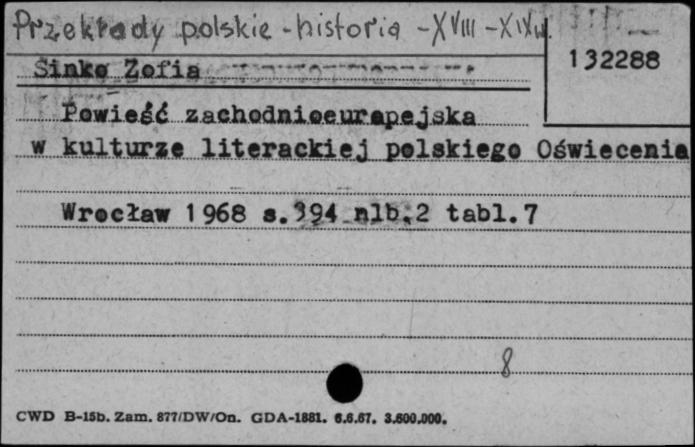 Przekłady polskie - historia - XVIII - XIX w.
132288
Sinko Zofia
Powieść zachodnioeurapejska
w kulturze literackiej polskiego Oświecenia
Wrocław 1968 s.394 nlb.2 tabl.7
8
CWD B-15b. Zam. 877/DW/On. GDA-1881. 6.6.67. 3.600.000.